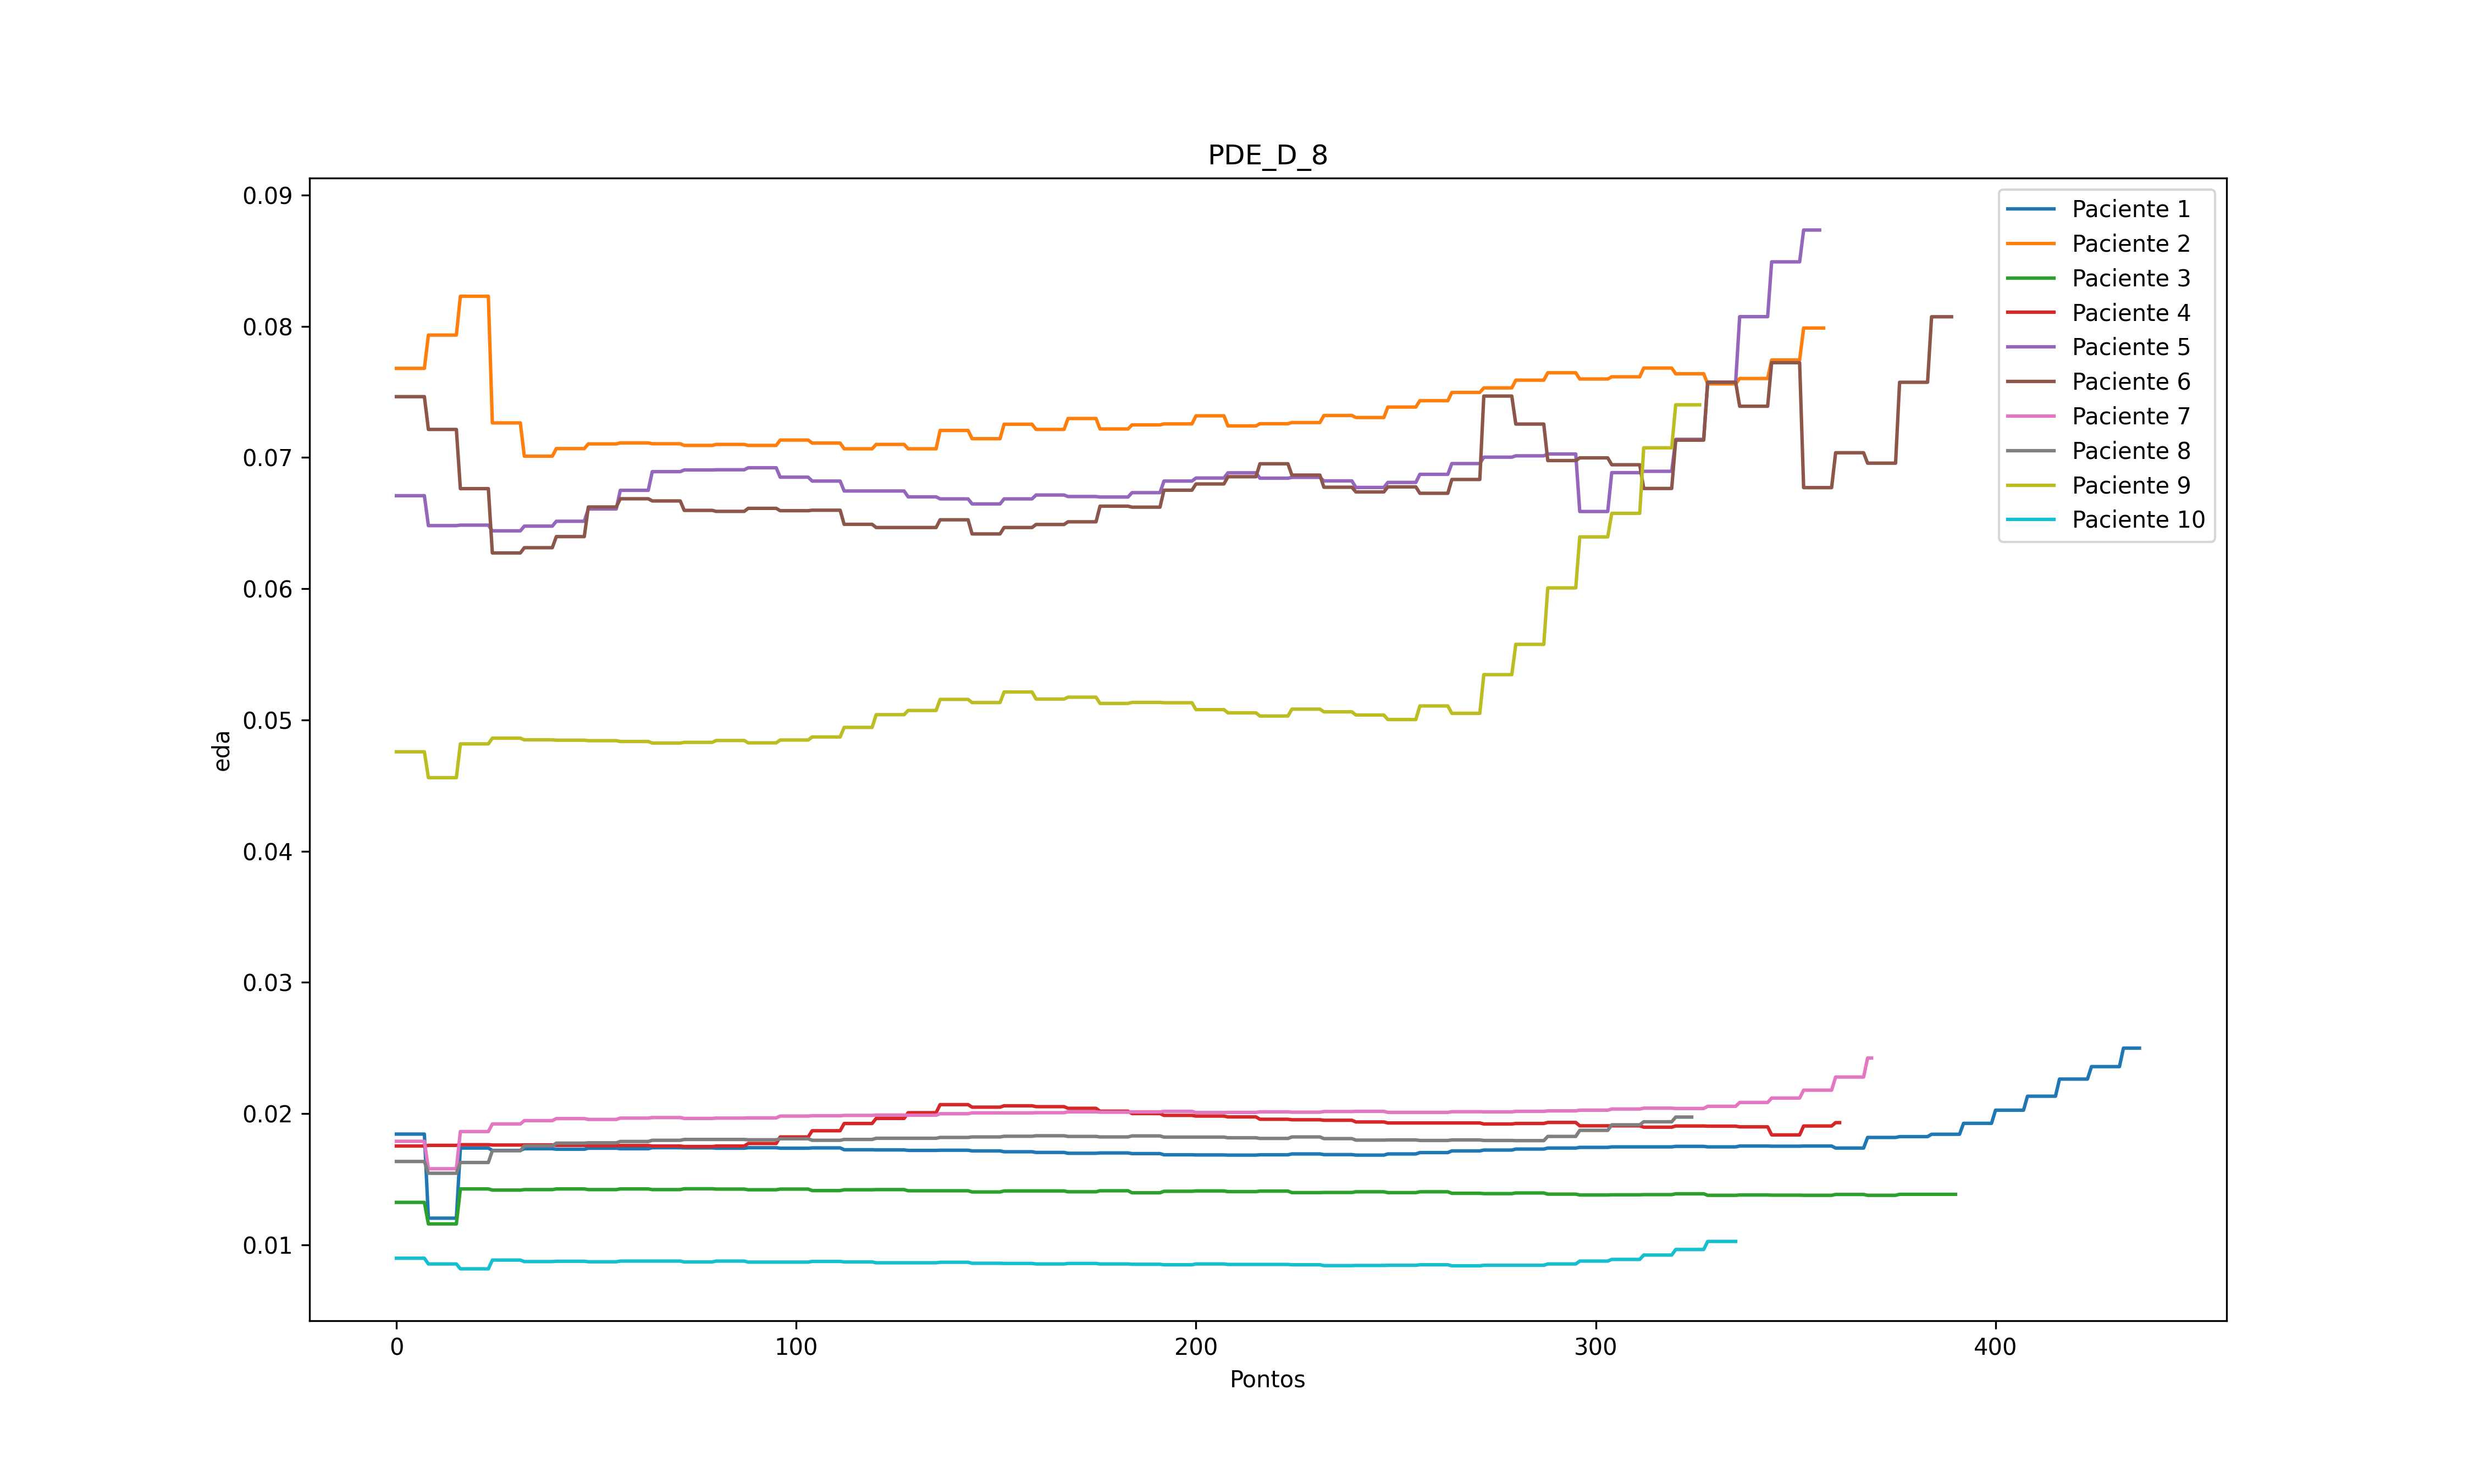 PDE_D_8
0.09
0.08
0.07
0.06
0.05
0.04
0.03
0.02
0.01
eda
0
100
200
300
400
Pontos
Paciente 1
Paciente 2
Paciente 3
Paciente 4
Paciente 5
Paciente 6
Paciente 7
Paciente 8
Paciente 9
Paciente 10